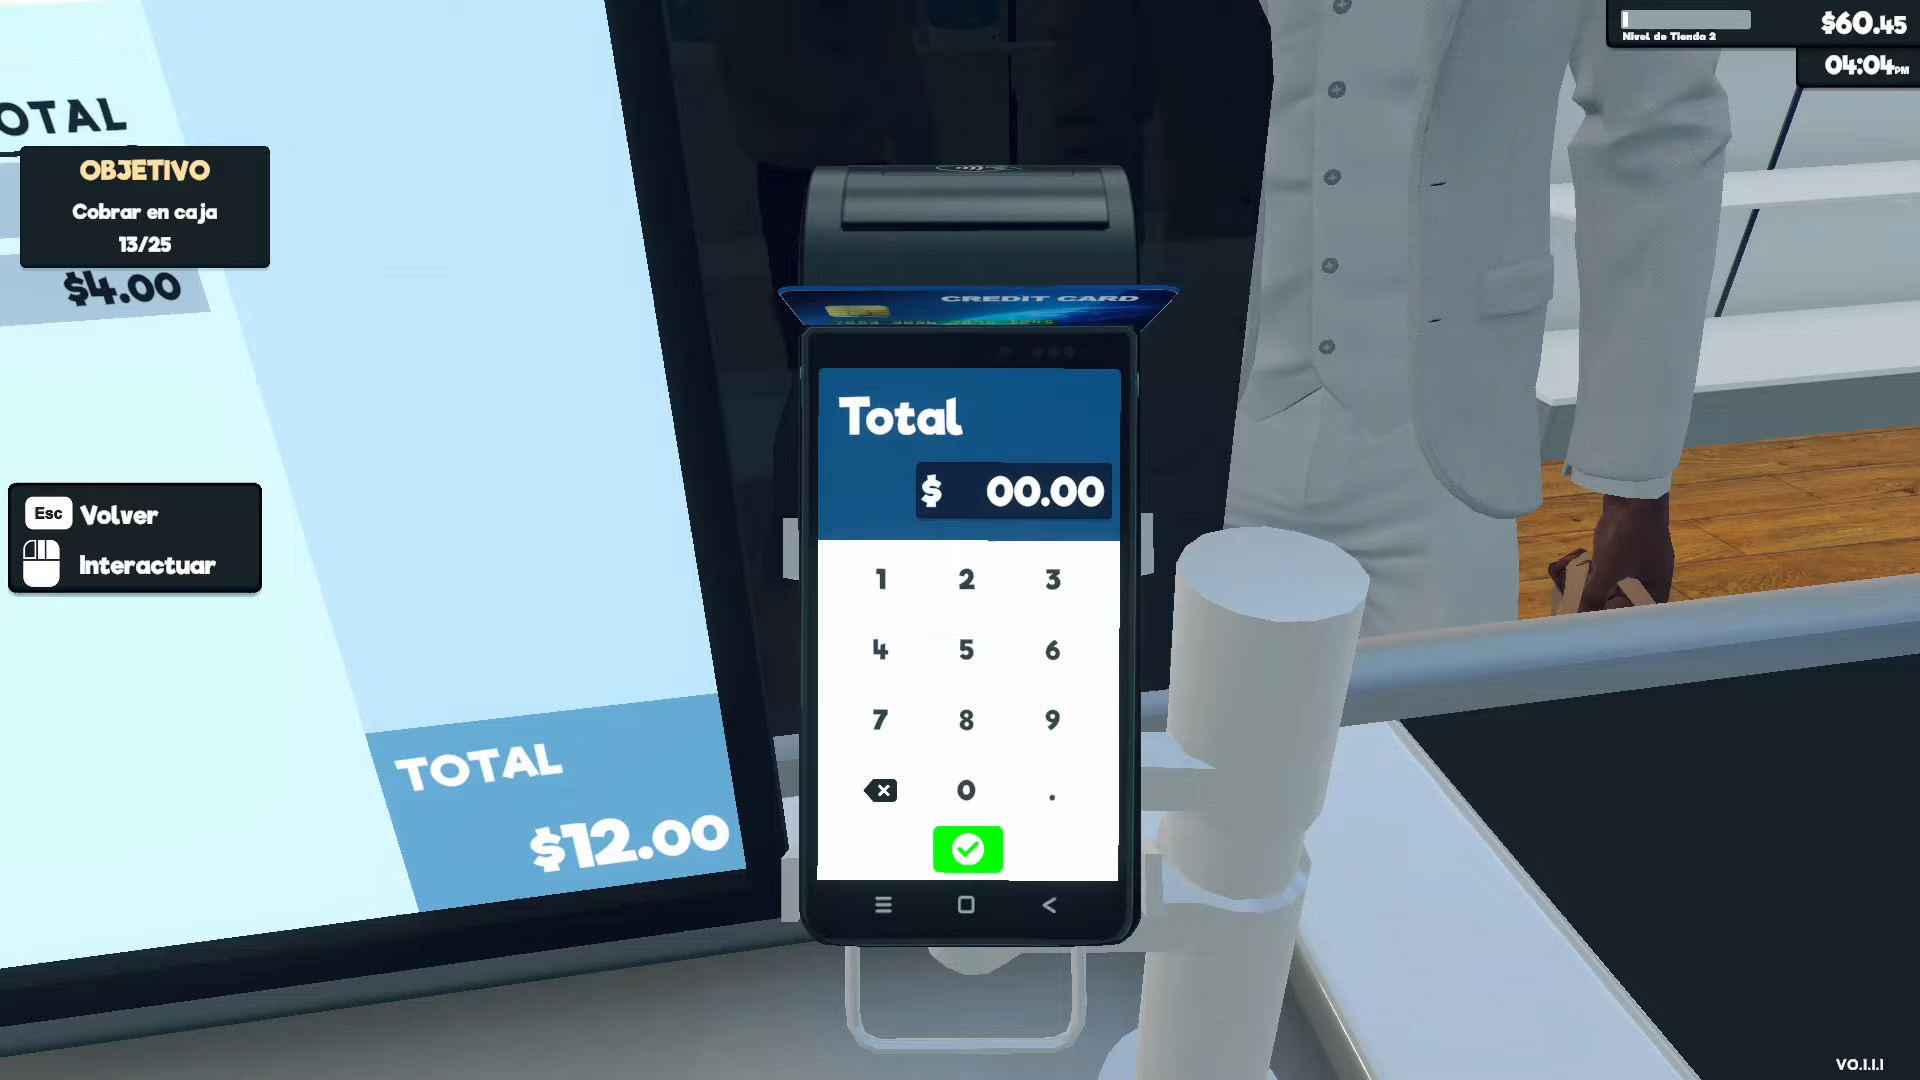 $60.45
Nivel de Tienda 2
04:04PM
OTAL
OBJETIVO
Cobrar en caja
13/25
$4.00
CREDIT CARD
Total
$ 00.00
Esc Volver
Interactuar
1 2 3
4 5 6
7 8 9
0 .
TOTAL
$12.00
V0.1.1.1